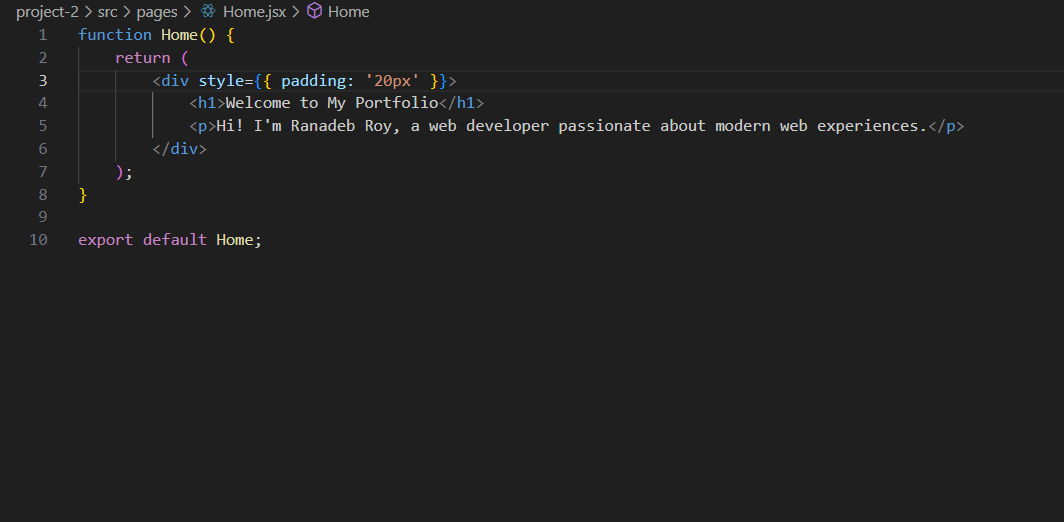 project-2 > src > pages > Home.jsx > Home
1 function Home() {
2 return (
3 <div style={{ padding: '20px' }}>
4 <h1>Welcome to My Portfolio</h1>
5 <p>Hi! I'm Ranadeb Roy, a web developer passionate about modern web experiences.</p>
6 </div>
7 );
8 }
9
10 export default Home;